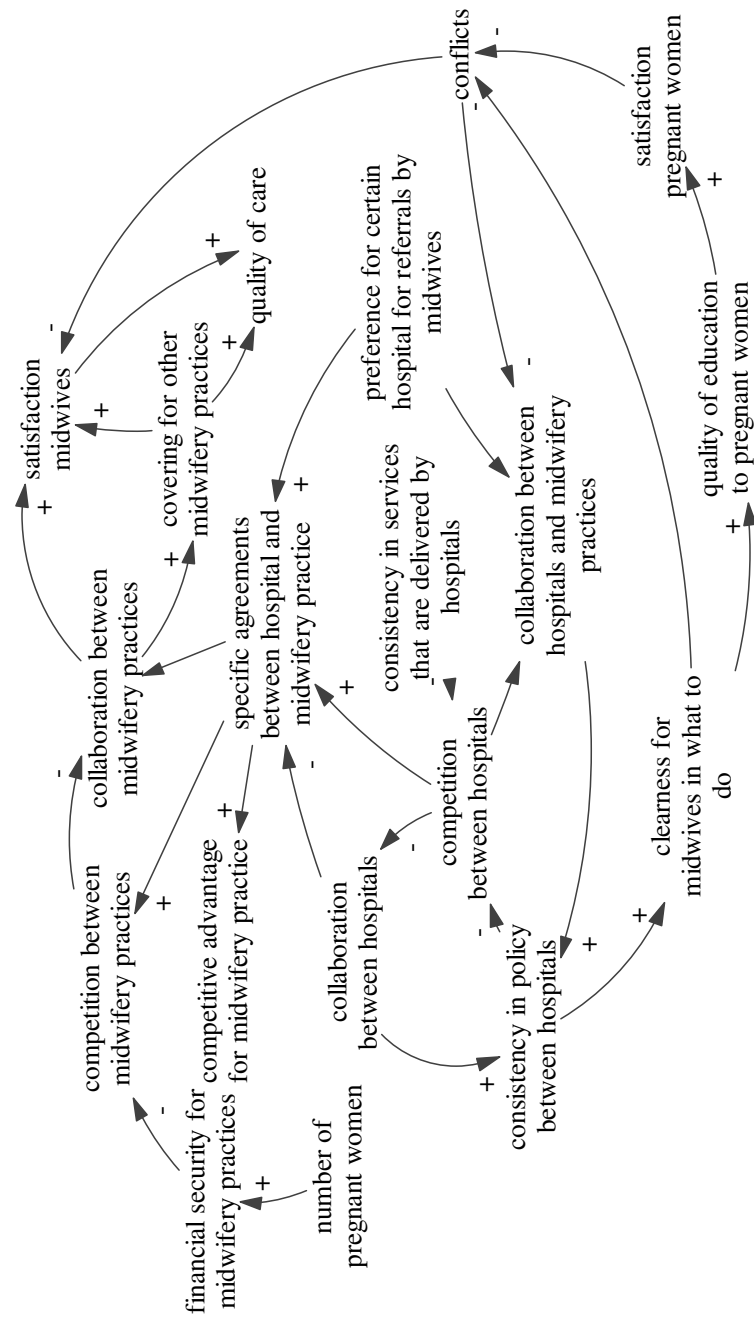 satisfaction
midwives
+
-
-
competition between
midwifery practices
collaboration between
midwifery practices
+
-
+
+
covering for other
midwifery practices
financial security for
midwifery practices
competitive advantage
for midwifery practice
+
+
+
specific agreements
between hospital and
midwifery practice
quality of care
+
+
-
number of
pregnant women
collaboration
between hospitals
+
preference for certain
hospital for referrals by
midwives
consistency in services
that are delivered by
hospitals
-
-
competition
between hospitals
conflicts
-
-
+
-
consistency in policy
between hospitals
collaboration between
hospitals and midwifery
practices
-
+
+
satisfaction
pregnant women
clearness for
midwives in what to
do
quality of education
to pregnant women
+
+